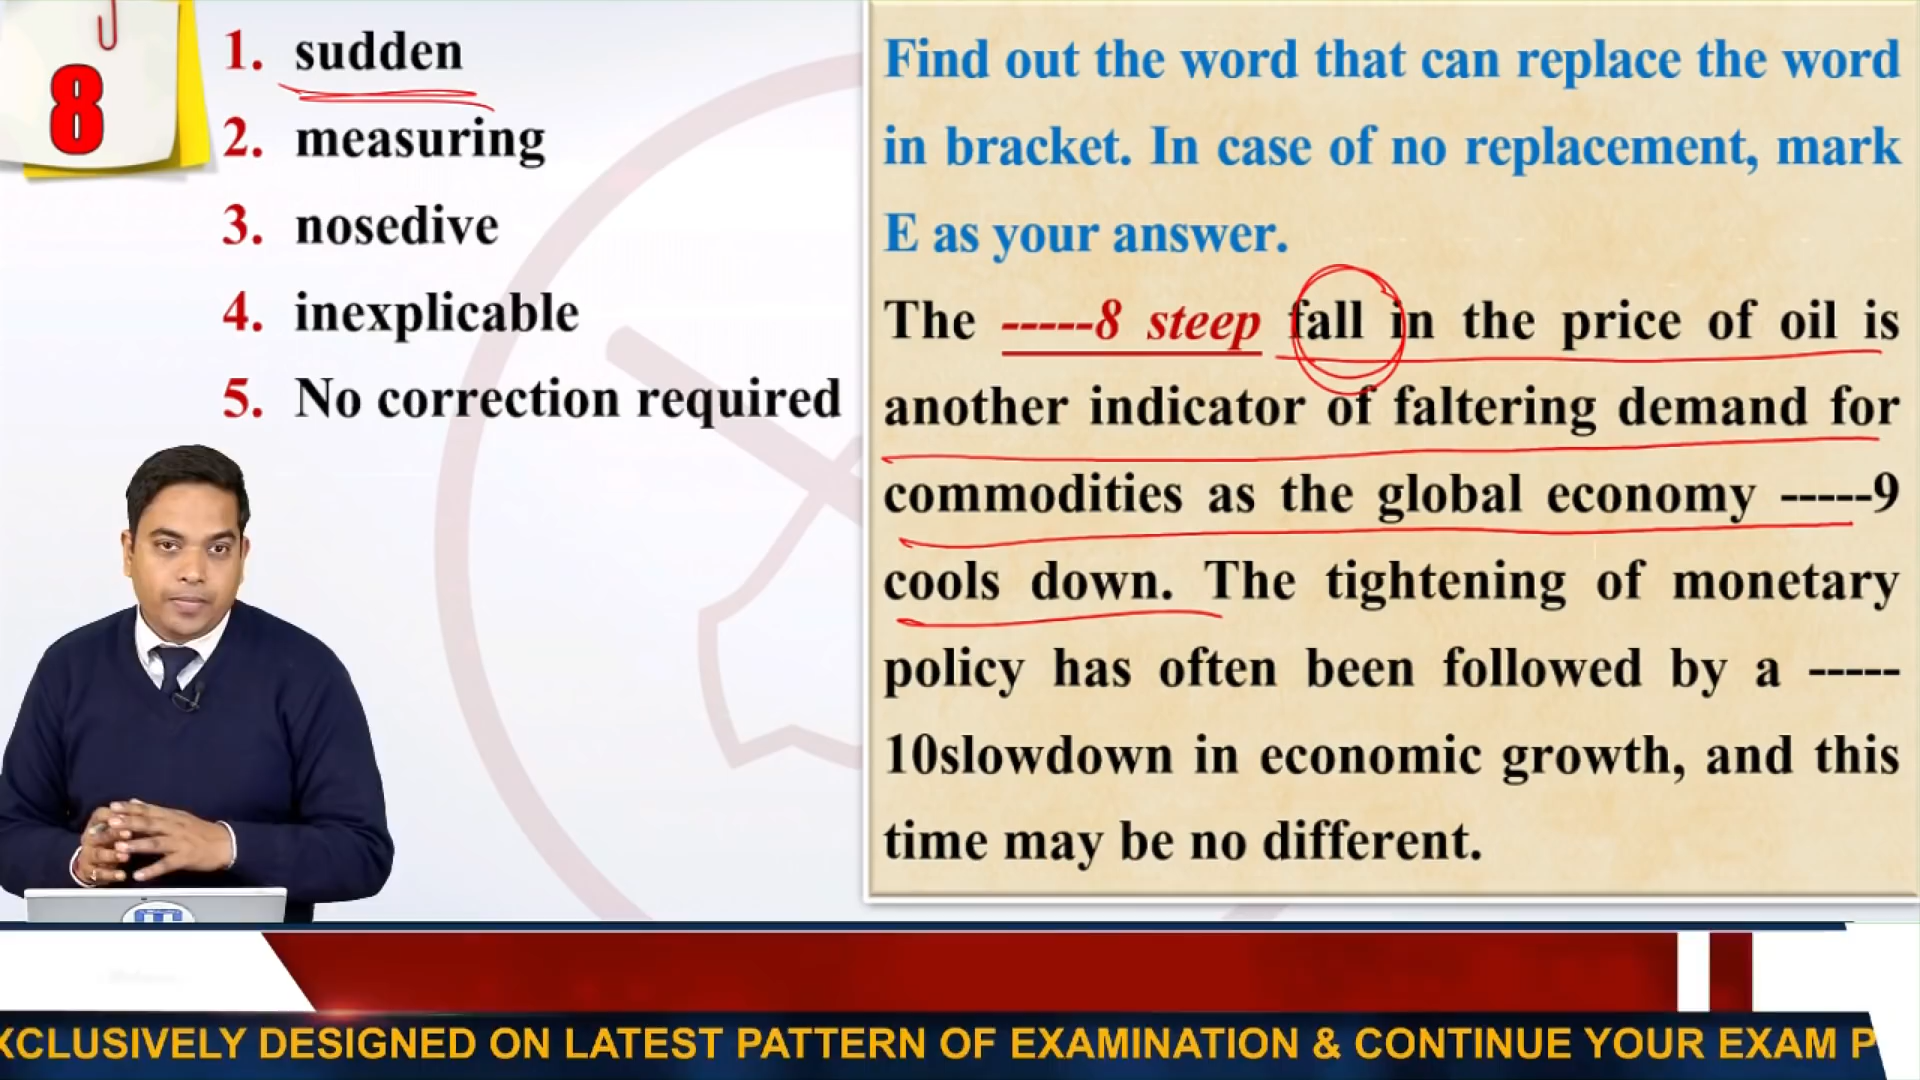 8
1. sudden
2. measuring
3. nosedive
4. inexplicable
5. No correction required
Find out the word that can replace the word
in bracket. In case of no replacement, mark
E as your answer.
The -----8 steep fall in the price of oil is
another indicator of faltering demand for
commodities as the global economy -----9
cools down. The tightening of monetary
policy has often been followed by a -----
10slowdown in economic growth, and this
time may be no different.
XCLUSIVELY DESIGNED ON LATEST PATTERN OF EXAMINATION & CONTINUE YOUR EXAM P